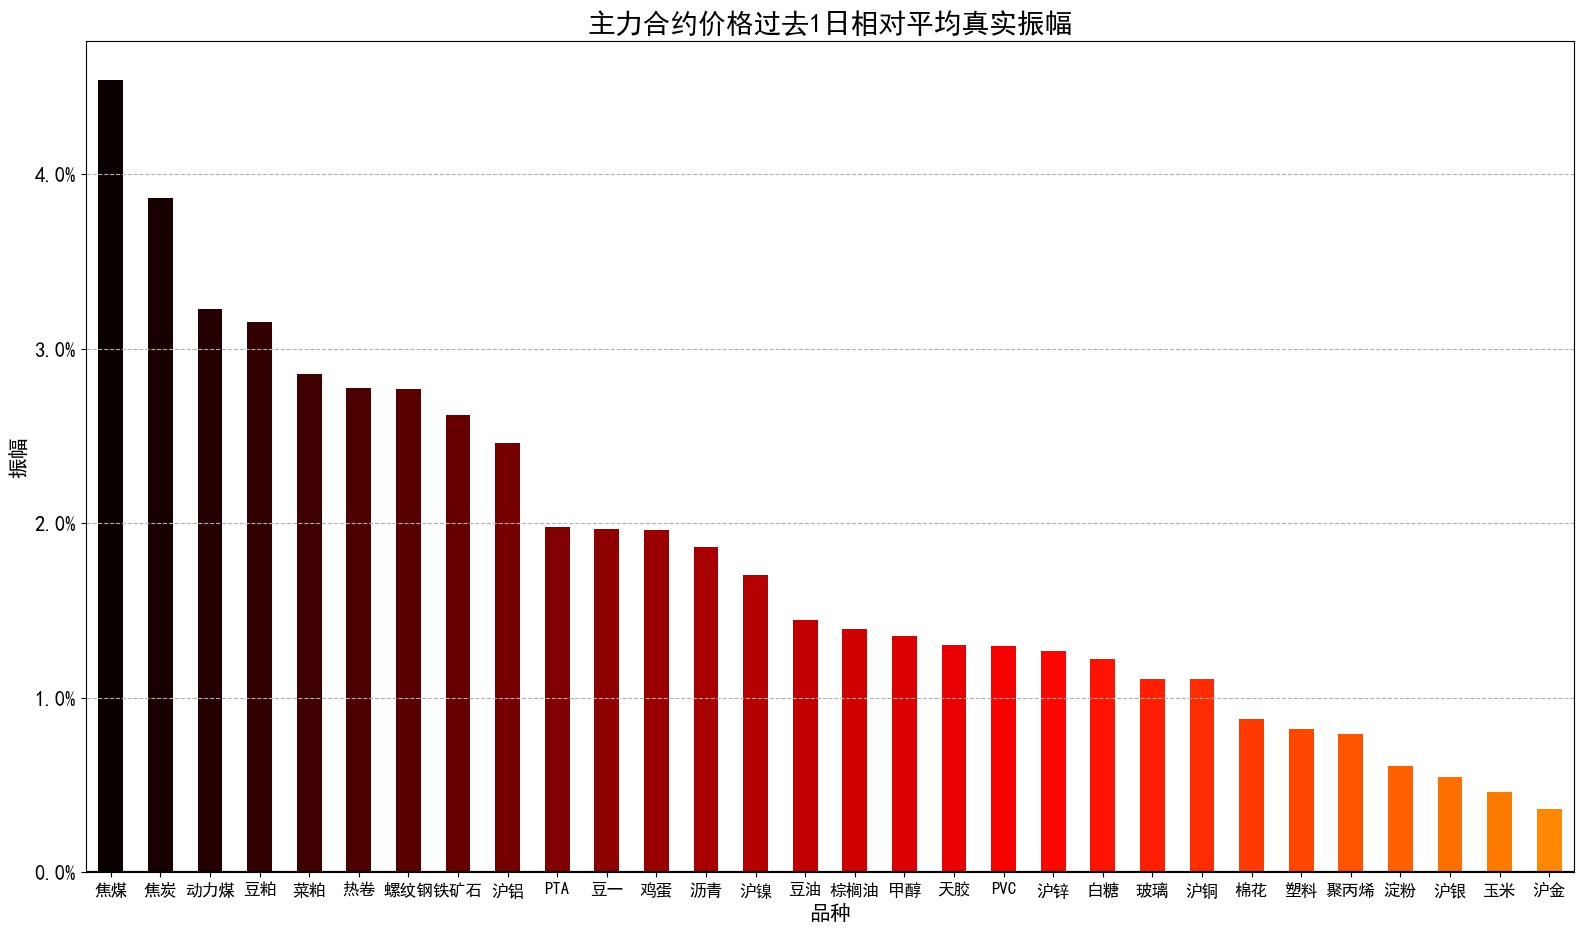 主力合约价格过去1日相对平均真实振幅
振幅
4.0%
3.0%
2.0%
1.0%
0.0%
焦煤 焦炭 动力煤 豆粕 菜粕 热卷 螺纹钢 铁矿石 沪铝 PTA 豆一 鸡蛋 沥青 沪镍 豆油 棕榈油 甲醇 天胶 PVC 沪锌 白糖 玻璃 沪铜 棉花 塑料 聚丙烯 淀粉 沪银 玉米 沪金
品种